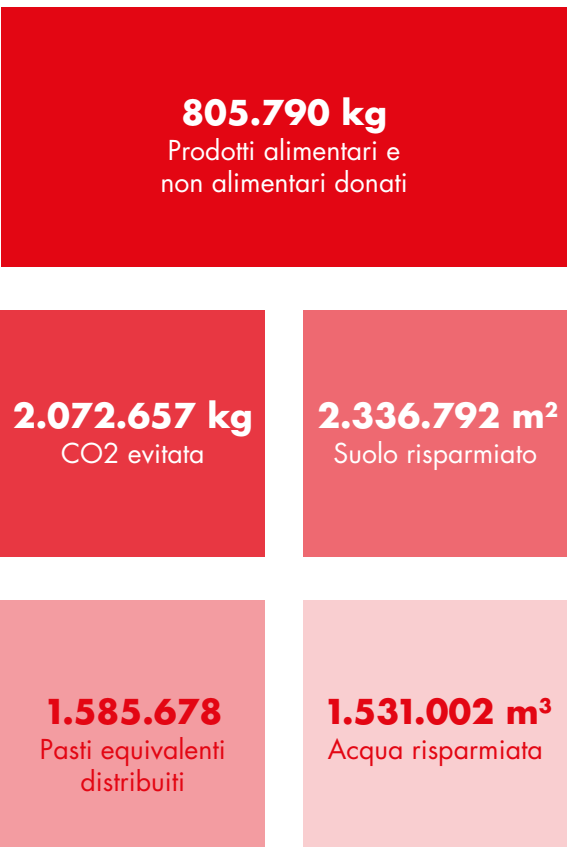 805.790 kg
Prodotti alimentari e
non alimentari donati
2.072.657 kg
CO2 evitata
2.336.792 m²
Suolo risparmiato
1.585.678
Pasti equivalenti
distribuiti
1.531.002 m³
Acqua risparmiata